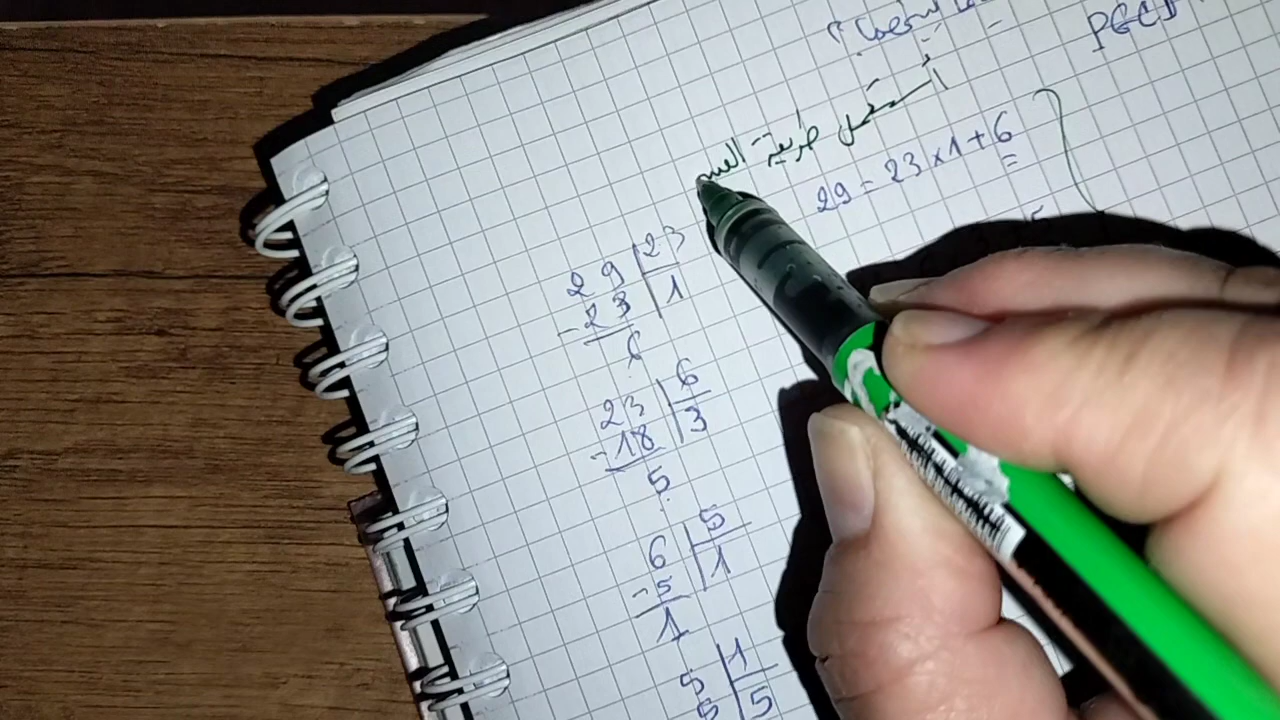 PGCD
أستعمل طريقة القسـ
29 = 23 × 1 + 6
29 | 23
- 23 | 1
6
23 | 6
- 18 | 3
5
6 | 5
- 5 | 1
1
5 | 1
5 | 5